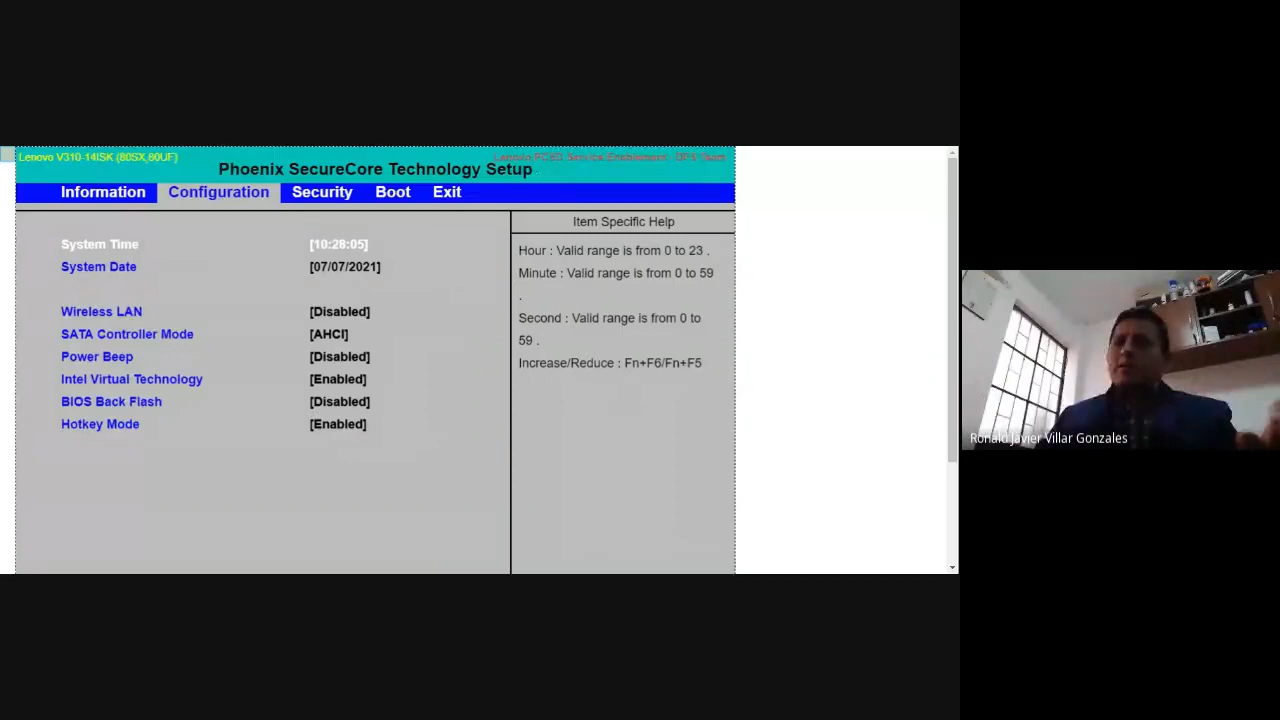 Lenovo V310-14ISK (80SX,80UF)
Phoenix SecureCore Technology Setup
Information Configuration Security Boot Exit
System Time [10:28:05]
System Date [07/07/2021]
Wireless LAN [Disabled]
SATA Controller Mode [AHCI]
Power Beep [Disabled]
Intel Virtual Technology [Enabled]
BIOS Back Flash [Disabled]
Hotkey Mode [Enabled]
Item Specific Help
Hour : Valid range is from 0 to 23 .
Minute : Valid range is from 0 to 59
.
Second : Valid range is from 0 to
59 .
Increase/Reduce : Fn+F6/Fn+F5
Ronald Javier Villar Gonzales